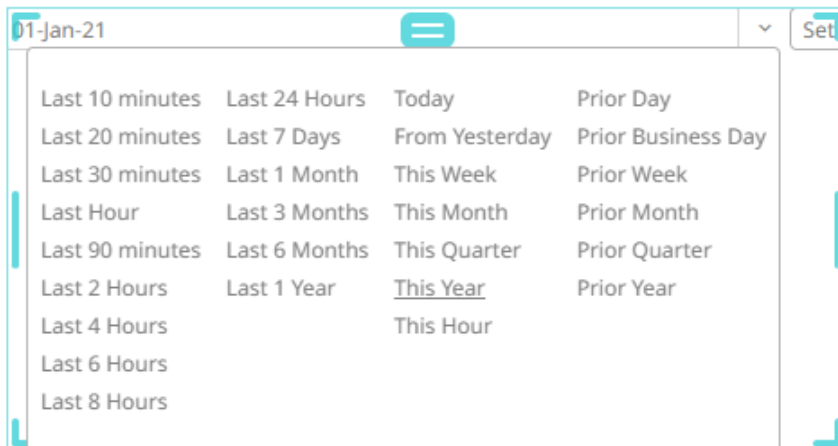 01-Jan-21
Set
Last 10 minutes Last 24 Hours Today Prior Day
Last 20 minutes Last 7 Days From Yesterday Prior Business Day
Last 30 minutes Last 1 Month This Week Prior Week
Last Hour Last 3 Months This Month Prior Month
Last 90 minutes Last 6 Months This Quarter Prior Quarter
Last 2 Hours Last 1 Year This Year Prior Year
Last 4 Hours This Hour
Last 6 Hours
Last 8 Hours